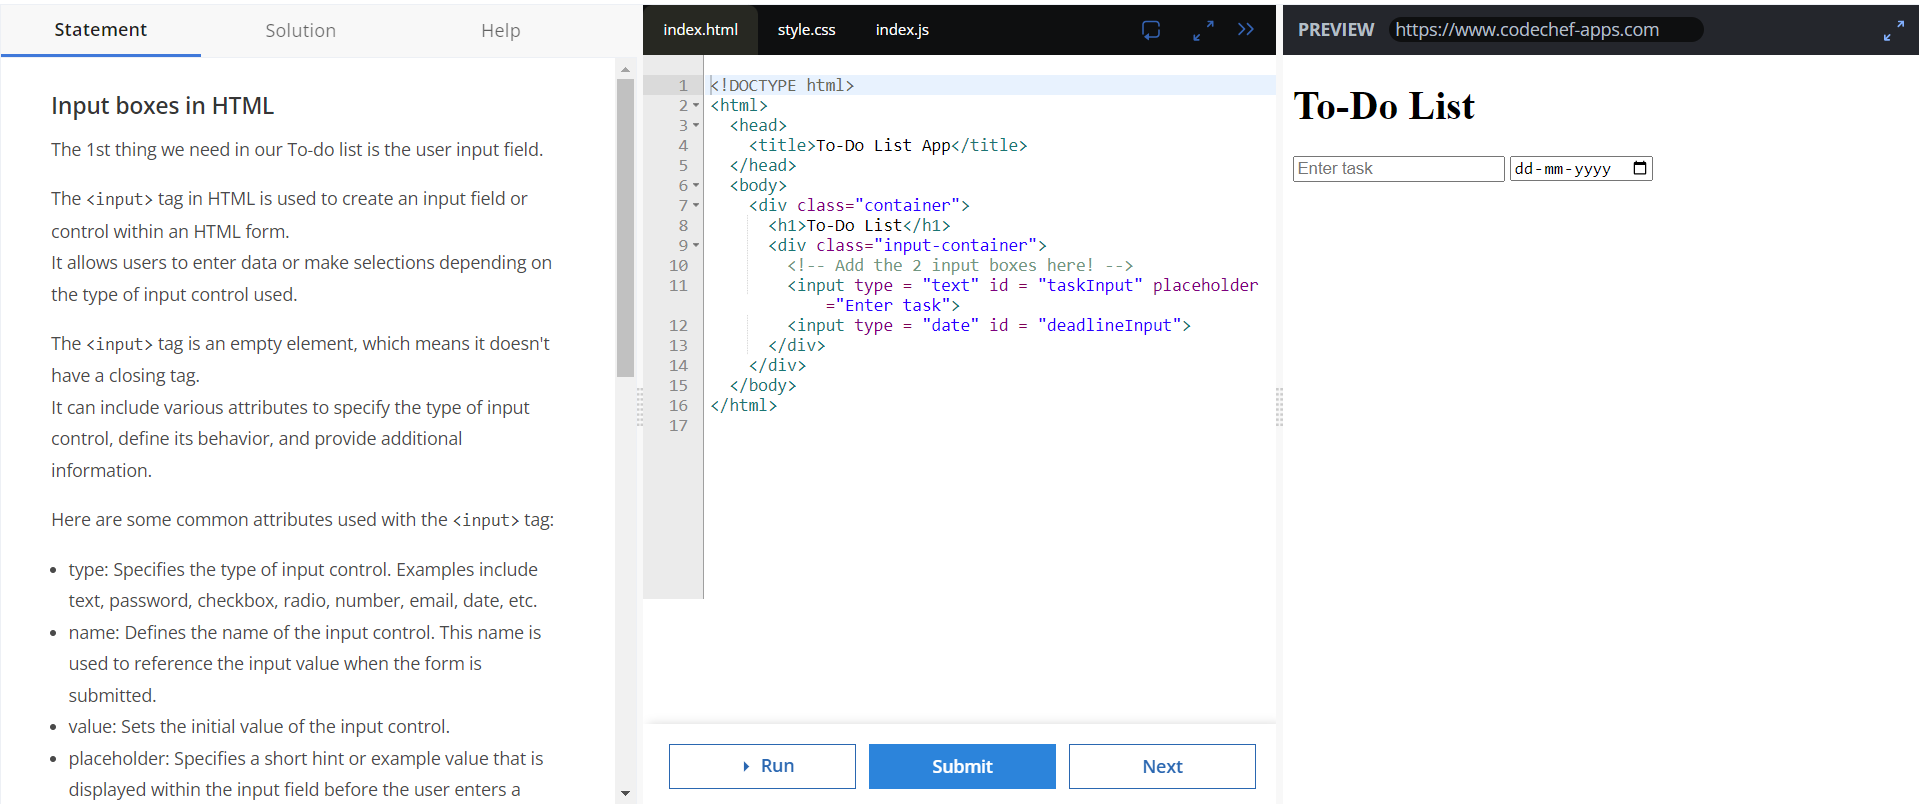 Statement
Solution
Help
Input boxes in HTML
The 1st thing we need in our To-do list is the user input field.
The <input> tag in HTML is used to create an input field or
control within an HTML form.
It allows users to enter data or make selections depending on
the type of input control used.
The <input> tag is an empty element, which means it doesn't
have a closing tag.
It can include various attributes to specify the type of input
control, define its behavior, and provide additional
information.
Here are some common attributes used with the <input> tag:
• type: Specifies the type of input control. Examples include
text, password, checkbox, radio, number, email, date, etc.
• name: Defines the name of the input control. This name is
used to reference the input value when the form is
submitted.
• value: Sets the initial value of the input control.
• placeholder: Specifies a short hint or example value that is
displayed within the input field before the user enters a
index.html
style.css
index.js
1 <!DOCTYPE html>
2 <html>
3 <head>
4 <title>To-Do List App</title>
5 </head>
6 <body>
7 <div class="container">
8 <h1>To-Do List</h1>
9 <div class="input-container">
10 <!-- Add the 2 input boxes here! -->
11 <input type = "text" id = "taskInput" placeholder
="Enter task">
12 <input type = "date" id = "deadlineInput">
13 </div>
14 </div>
15 </body>
16 </html>
17
Run
Submit
Next
PREVIEW https://www.codechef-apps.com
To-Do List
Enter task
dd-mm-yyyy